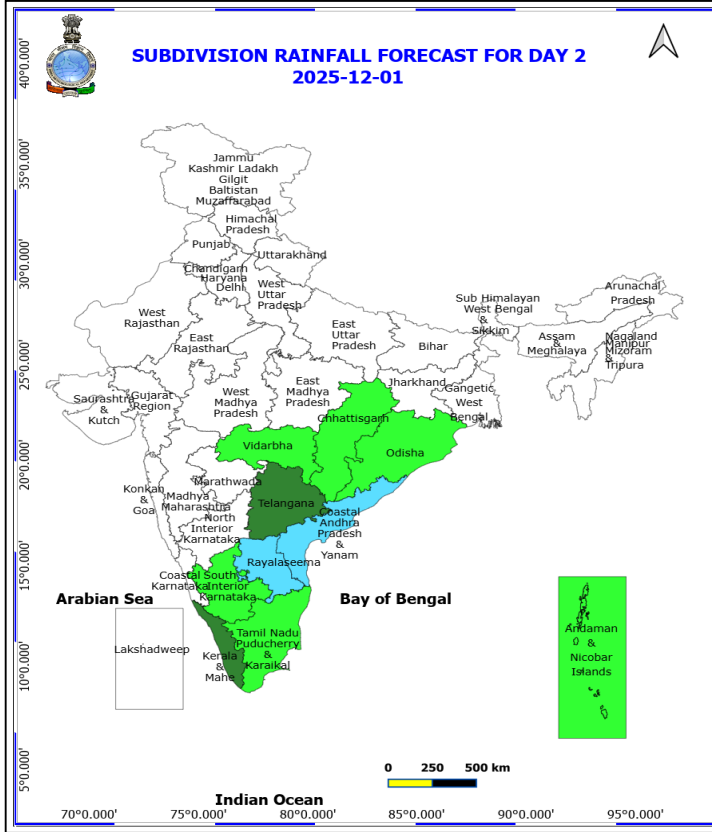 SUBDIVISION RAINFALL FORECAST FOR DAY 2
2025-12-01
40°0.000'
35°0.000'
30°0.000'
25°0.000'
20°0.000'
15°0.000'
10°0.000'
5°0.000'
Jammu
Kashmir Ladakh
Gilgit
Baltistan
Muzaffarabad
Himachal
Pradesh
Punjab
Uttarakhand
Chandigarh
Haryana
Delhi
West
Uttar
Pradesh
West
Rajasthan
East
Rajasthan
East
Uttar
Pradesh
Bihar
Sub Himalayan
West Bengal
&
Sikkim
Arunachal
Pradesh
Assam
&
Meghalaya
Nagaland
Manipur
Mizoram
&
Tripura
Saurashtra
&
Kutch
Gujarat
Region
West
Madhya
Pradesh
East
Madhya
Pradesh
Jharkhand
Gangetic
West
Bengal
Chhattisgarh
Vidarbha
Odisha
Konkan
&
Goa
Madhya
Maharashtra
Marathwada
Telangana
North
Interior
Karnataka
Coastal
Andhra
Pradesh
&
Yanam
Rayalaseema
Coastal
Karnataka
South
Interior
Karnataka
Arabian Sea
Bay of Bengal
Lakshadweep
Kerala
&
Mahe
Tamil Nadu
Puducherry
&
Karaikal
Andaman
&
Nicobar
Islands
0 250 500 km
Indian Ocean
70°0.000' 75°0.000' 80°0.000' 85°0.000' 90°0.000' 95°0.000'